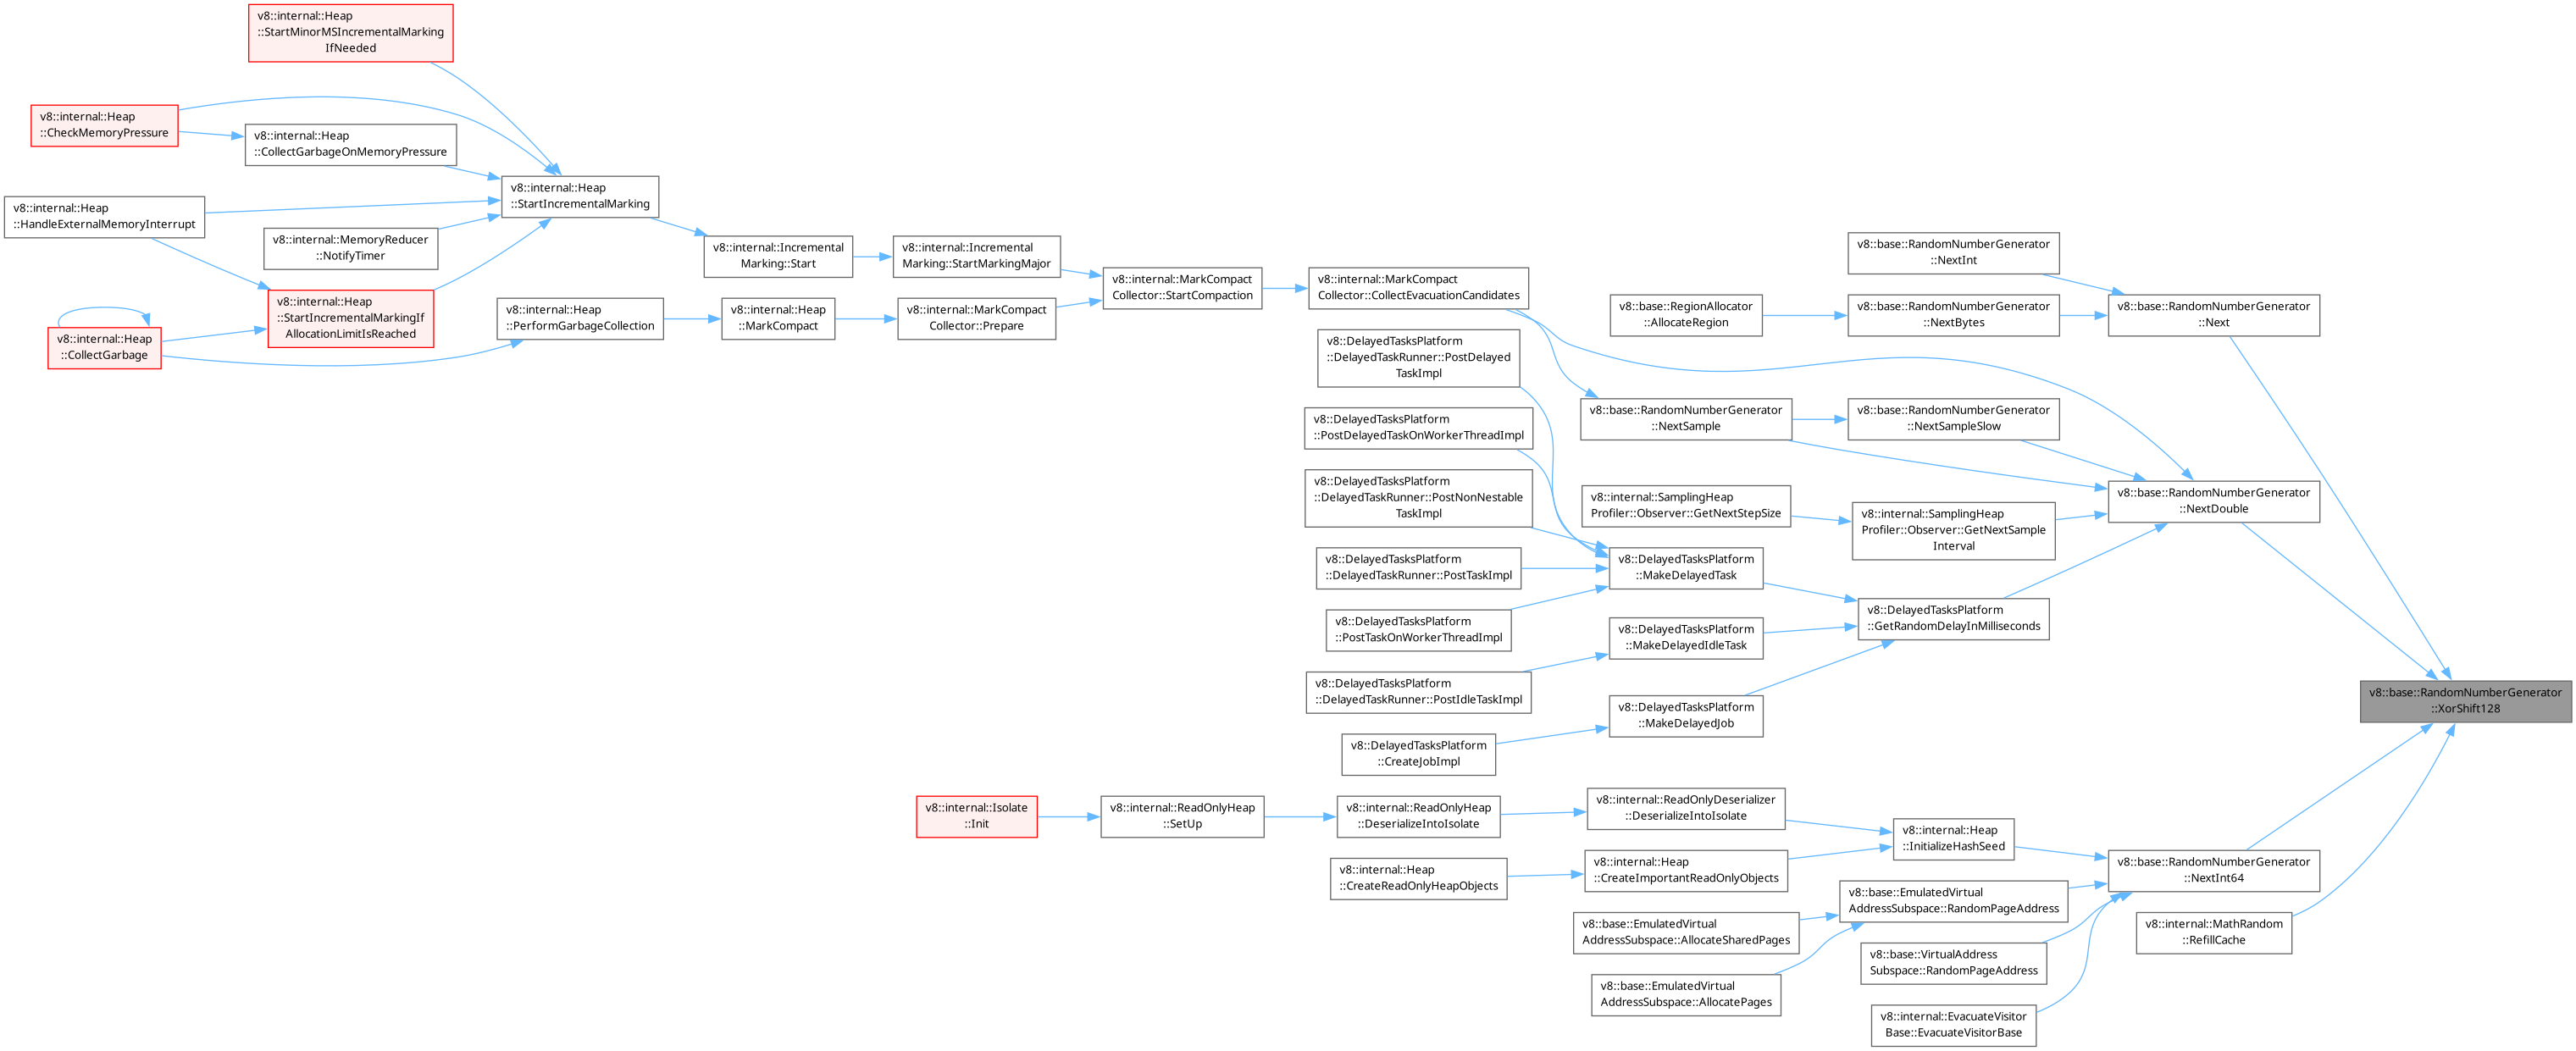 v8::internal::Heap
::StartMinorMSIncrementalMarking
IfNeeded
v8::internal::Heap
::CheckMemoryPressure
v8::internal::Heap
::CollectGarbageOnMemoryPressure
v8::internal::Heap
::HandleExternalMemoryInterrupt
v8::internal::MemoryReducer
::NotifyTimer
v8::internal::Heap
::StartIncrementalMarkingIf
AllocationLimitIsReached
v8::internal::Heap
::CollectGarbage
v8::internal::Heap
::StartIncrementalMarking
v8::internal::Heap
::PerformGarbageCollection
v8::internal::Incremental
Marking::Start
v8::internal::Heap
::MarkCompact
v8::internal::Incremental
Marking::StartMarkingMajor
v8::internal::MarkCompact
Collector::Prepare
v8::internal::MarkCompact
Collector::StartCompaction
v8::internal::MarkCompact
Collector::CollectEvacuationCandidates
v8::DelayedTasksPlatform
::DelayedTaskRunner::PostDelayed
TaskImpl
v8::DelayedTasksPlatform
::PostDelayedTaskOnWorkerThreadImpl
v8::DelayedTasksPlatform
::DelayedTaskRunner::PostNonNestable
TaskImpl
v8::DelayedTasksPlatform
::DelayedTaskRunner::PostTaskImpl
v8::DelayedTasksPlatform
::PostTaskOnWorkerThreadImpl
v8::DelayedTasksPlatform
::DelayedTaskRunner::PostIdleTaskImpl
v8::DelayedTasksPlatform
::CreateJobImpl
v8::internal::Isolate
::Init
v8::internal::ReadOnlyHeap
::SetUp
v8::internal::ReadOnlyHeap
::DeserializeIntoIsolate
v8::internal::Heap
::CreateReadOnlyHeapObjects
v8::base::RegionAllocator
::AllocateRegion
v8::base::RandomNumberGenerator
::NextSample
v8::internal::SamplingHeap
Profiler::Observer::GetNextStepSize
v8::DelayedTasksPlatform
::MakeDelayedTask
v8::DelayedTasksPlatform
::MakeDelayedIdleTask
v8::DelayedTasksPlatform
::MakeDelayedJob
v8::internal::ReadOnlyDeserializer
::DeserializeIntoIsolate
v8::internal::Heap
::CreateImportantReadOnlyObjects
v8::base::EmulatedVirtual
AddressSubspace::AllocateSharedPages
v8::base::EmulatedVirtual
AddressSubspace::AllocatePages
v8::base::RandomNumberGenerator
::NextInt
v8::base::RandomNumberGenerator
::NextBytes
v8::base::RandomNumberGenerator
::NextSampleSlow
v8::internal::SamplingHeap
Profiler::Observer::GetNextSample
Interval
v8::DelayedTasksPlatform
::GetRandomDelayInMilliseconds
v8::internal::Heap
::InitializeHashSeed
v8::base::EmulatedVirtual
AddressSubspace::RandomPageAddress
v8::base::VirtualAddress
Subspace::RandomPageAddress
v8::internal::EvacuateVisitor
Base::EvacuateVisitorBase
v8::base::RandomNumberGenerator
::Next
v8::base::RandomNumberGenerator
::NextDouble
v8::base::RandomNumberGenerator
::NextInt64
v8::internal::MathRandom
::RefillCache
v8::base::RandomNumberGenerator
::XorShift128